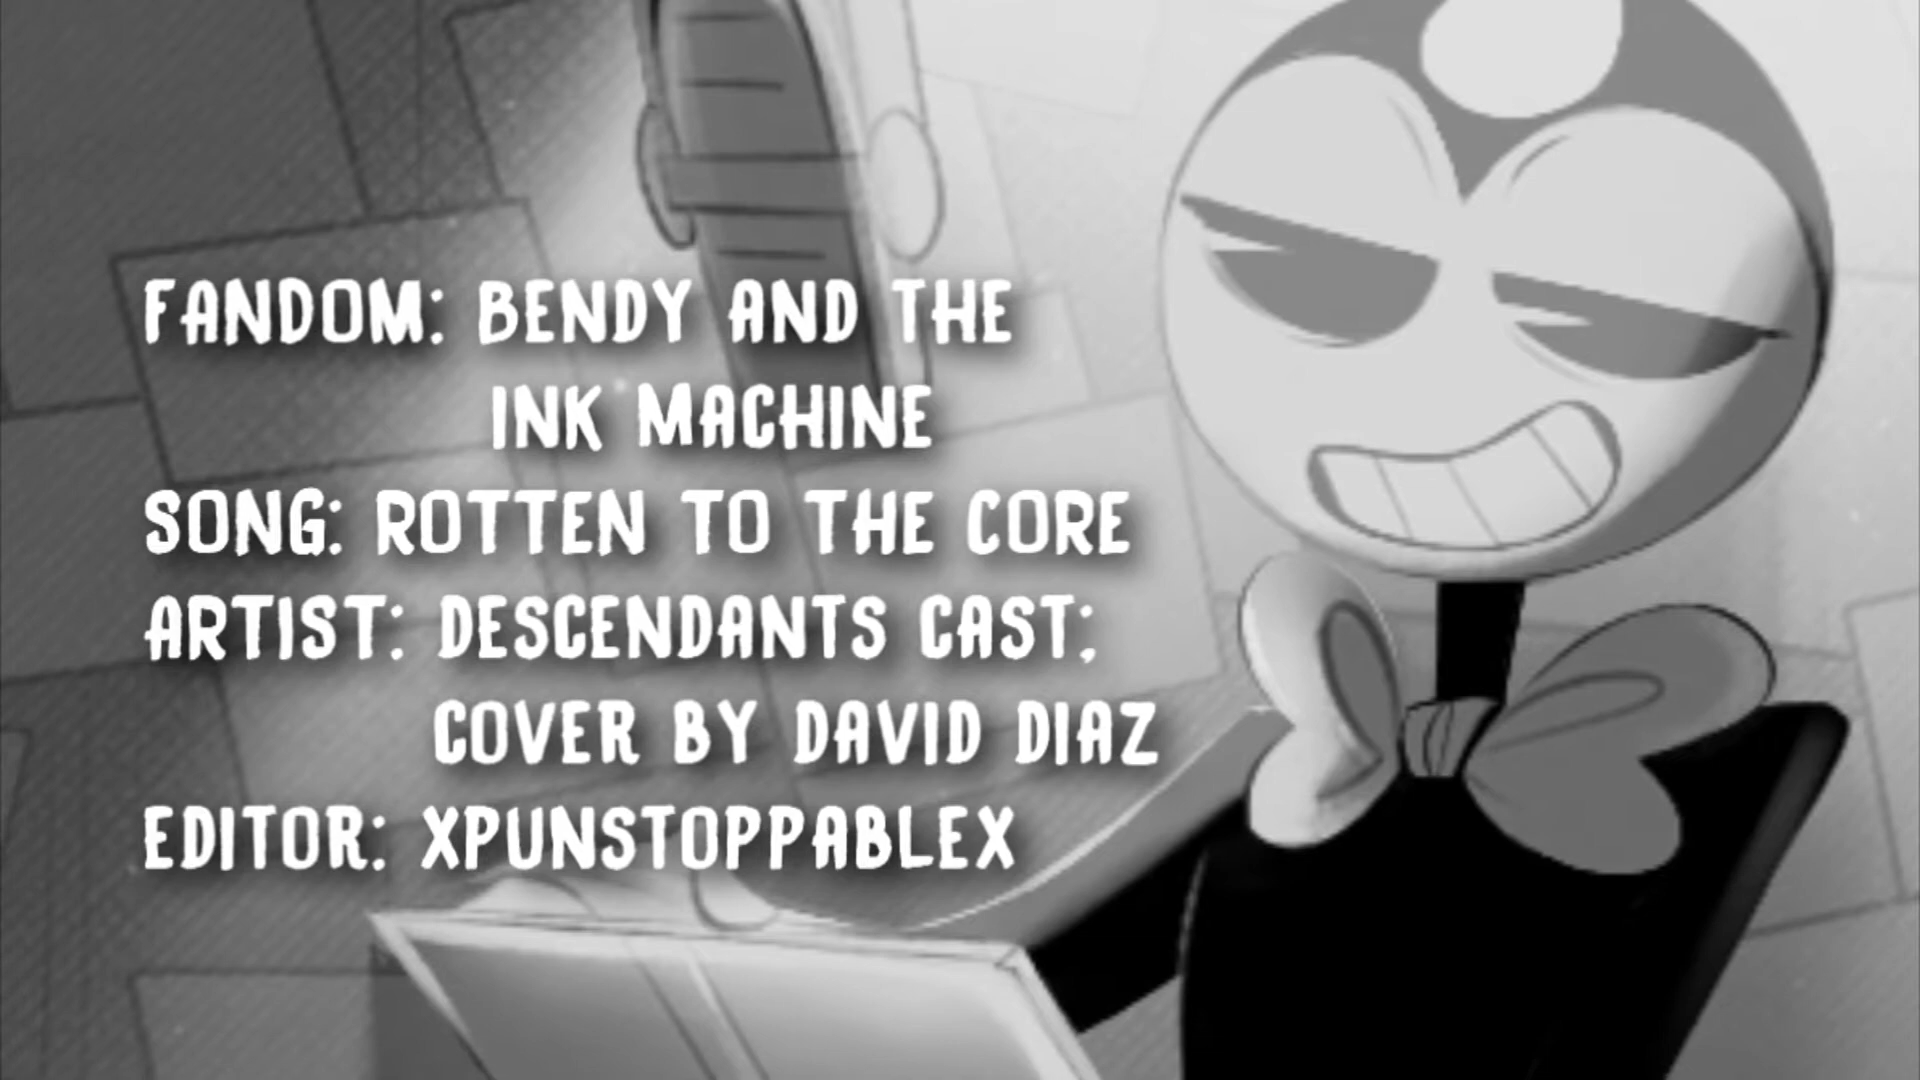 FANDOM: BENDY AND THE
INK MACHINE
SONG: ROTTEN TO THE CORE
ARTIST: DESCENDANTS CAST;
COVER BY DAVID DIAZ
EDITOR: XPUNSTOPPABLEX